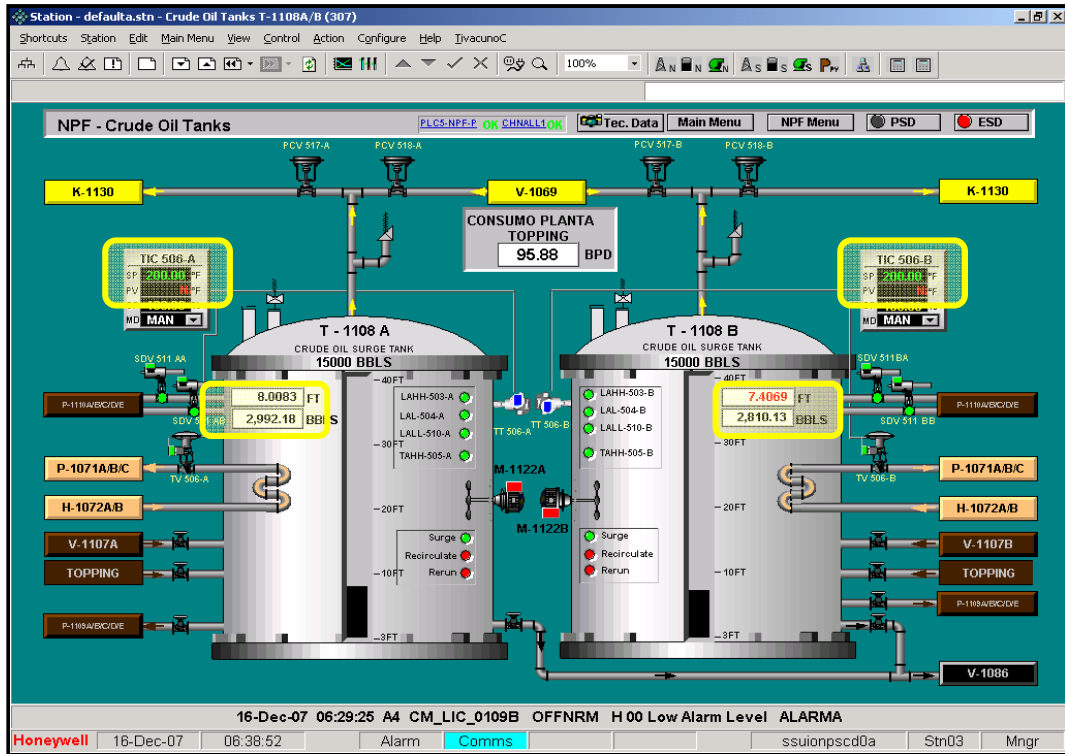 Station - defaulta.stn - Crude Oil Tanks T-1108A/B (307)
Shortcuts Station Edit Main Menu View Control Action Configure Help TivacunoC
100%
N N N S S S
NPF - Crude Oil Tanks PLC5-NPF-P OK CHNALL1 OK Tec. Data Main Menu NPF Menu PSD ESD
PCV 517-A PCV 518-A PCV 517-B PCV 518-B
K-1130 V-1069 K-1130
CONSUMO PLANTA
TOPPING
95.88 BPD
TIC 506-A TIC 506-B
SP 200.00 °F SP 200.00 °F
PV °F PV °F
MD MAN MD MAN
T - 1108 A T - 1108 B
CRUDE OIL SURGE TANK CRUDE OIL SURGE TANK
15000 BBLS 15000 BBLS
SDV 511 AA SDV 511BA
40FT 40FT
8.0083 FT LAHH-503-A LAHH-503-B 7.4069 FT
P-1110A/B/C/D/E P-1110A/B/C/D/E
2,992.18 BBLS LAL-504-A LAL-504-B 2,810.13 BBLS
SDV 511 BB
LALL-510-A TT 506-A TT 506-B LALL-510-B
30FT 30FT
TAHH-505-A TAHH-505-B
P-1071A/B/C P-1071A/B/C
TV 506-A M-1122A TV 506-B
H-1072A/B 20FT 20FT H-1072A/B
M-1122B
V-1107A Surge Surge V-1107B
Recirculate Recirculate
TOPPING 10FT Rerun Rerun 10FT TOPPING
P-1109A/B/C/D/E P-1109A/B/C/D/E
3FT 3FT
V-1086
16-Dec-07 06:29:25 A4 CM_LIC_0109B OFFNRM H 00 Low Alarm Level ALARMA
Honeywell 16-Dec-07 06:38:52 Alarm Comms ssuionpscd0a Stn03 Mngr